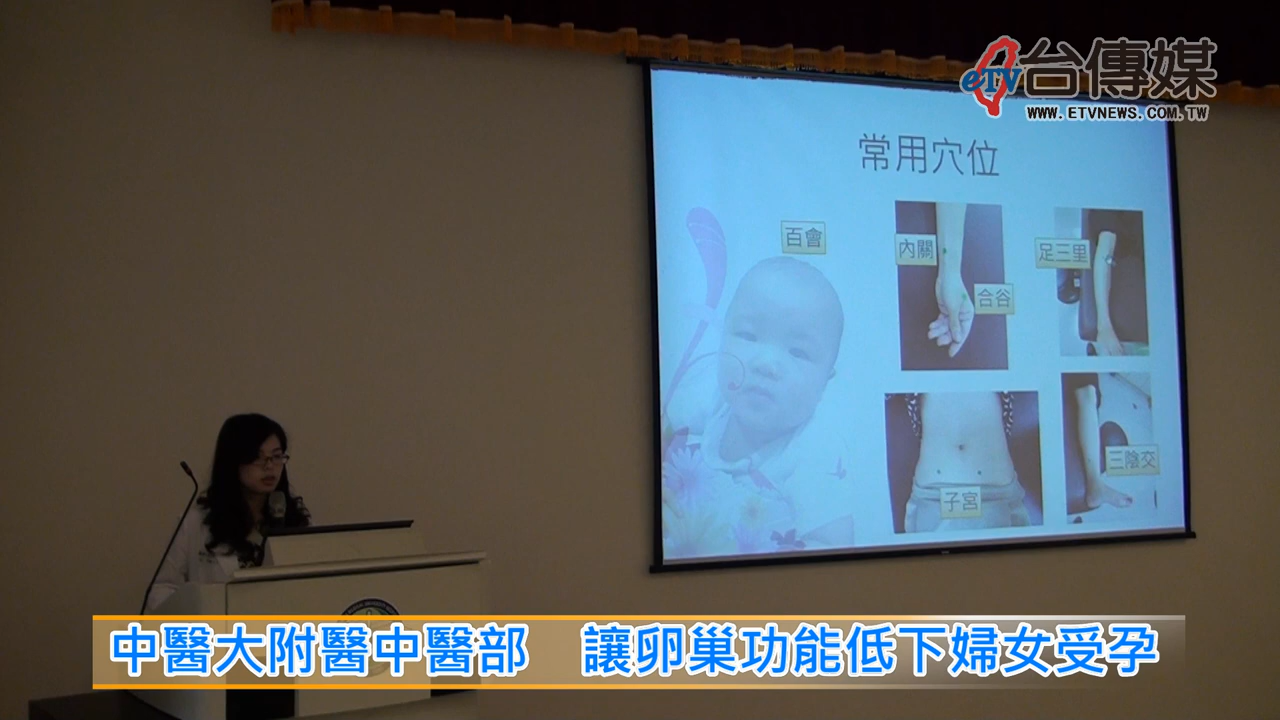 eTV台傳媒
WWW.ETVNEWS.COM.TW
常用穴位
百會
內關
合谷
足三里
子宮
三陰交
中醫大附醫中醫部 讓卵巢功能低下婦女受孕